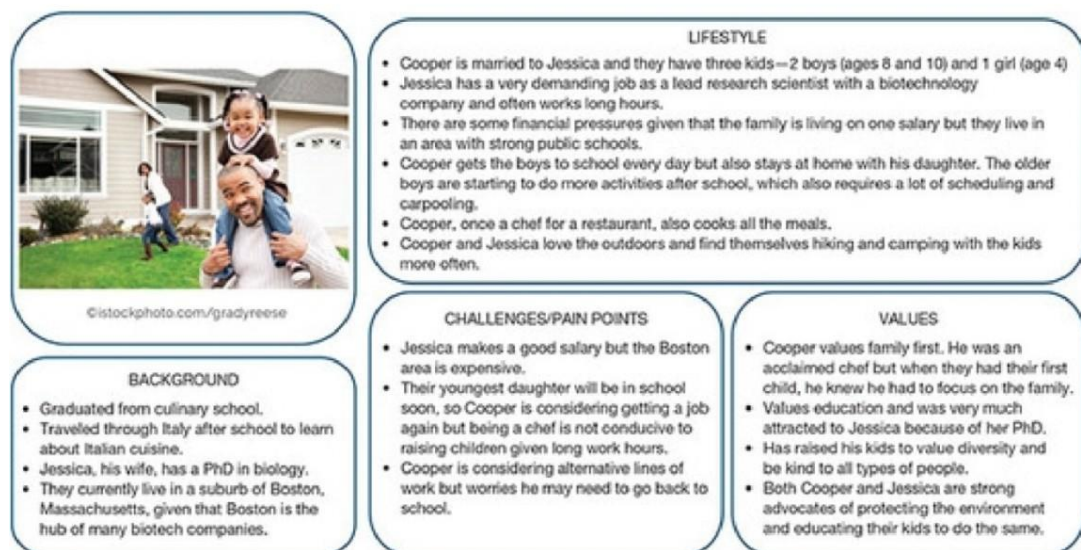 ©istockphoto.com/gradyreese
LIFESTYLE
• Cooper is married to Jessica and they have three kids—2 boys (ages 8 and 10) and 1 girl (age 4)
• Jessica has a very demanding job as a lead research scientist with a biotechnology
company and often works long hours.
• There are some financial pressures given that the family is living on one salary but they live in
an area with strong public schools.
• Cooper gets the boys to school every day but also stays at home with his daughter. The older
boys are starting to do more activities after school, which also requires a lot of scheduling and
carpooling.
• Cooper, once a chef for a restaurant, also cooks all the meals.
• Cooper and Jessica love the outdoors and find themselves hiking and camping with the kids
more often.
BACKGROUND
• Graduated from culinary school.
• Traveled through Italy after school to learn
about Italian cuisine.
• Jessica, his wife, has a PhD in biology.
• They currently live in a suburb of Boston,
Massachusetts, given that Boston is the
hub of many biotech companies.
CHALLENGES/PAIN POINTS
• Jessica makes a good salary but the Boston
area is expensive.
• Their youngest daughter will be in school
soon, so Cooper is considering getting a job
again but being a chef is not conducive to
raising children given long work hours.
• Cooper is considering alternative lines of
work but worries he may need to go back to
school.
VALUES
• Cooper values family first. He was an
acclaimed chef but when they had their first
child, he knew he had to focus on the family.
• Values education and was very much
attracted to Jessica because of her PhD.
• Has raised his kids to value diversity and
be kind to all types of people.
• Both Cooper and Jessica are strong
advocates of protecting the environment
and educating their kids to do the same.